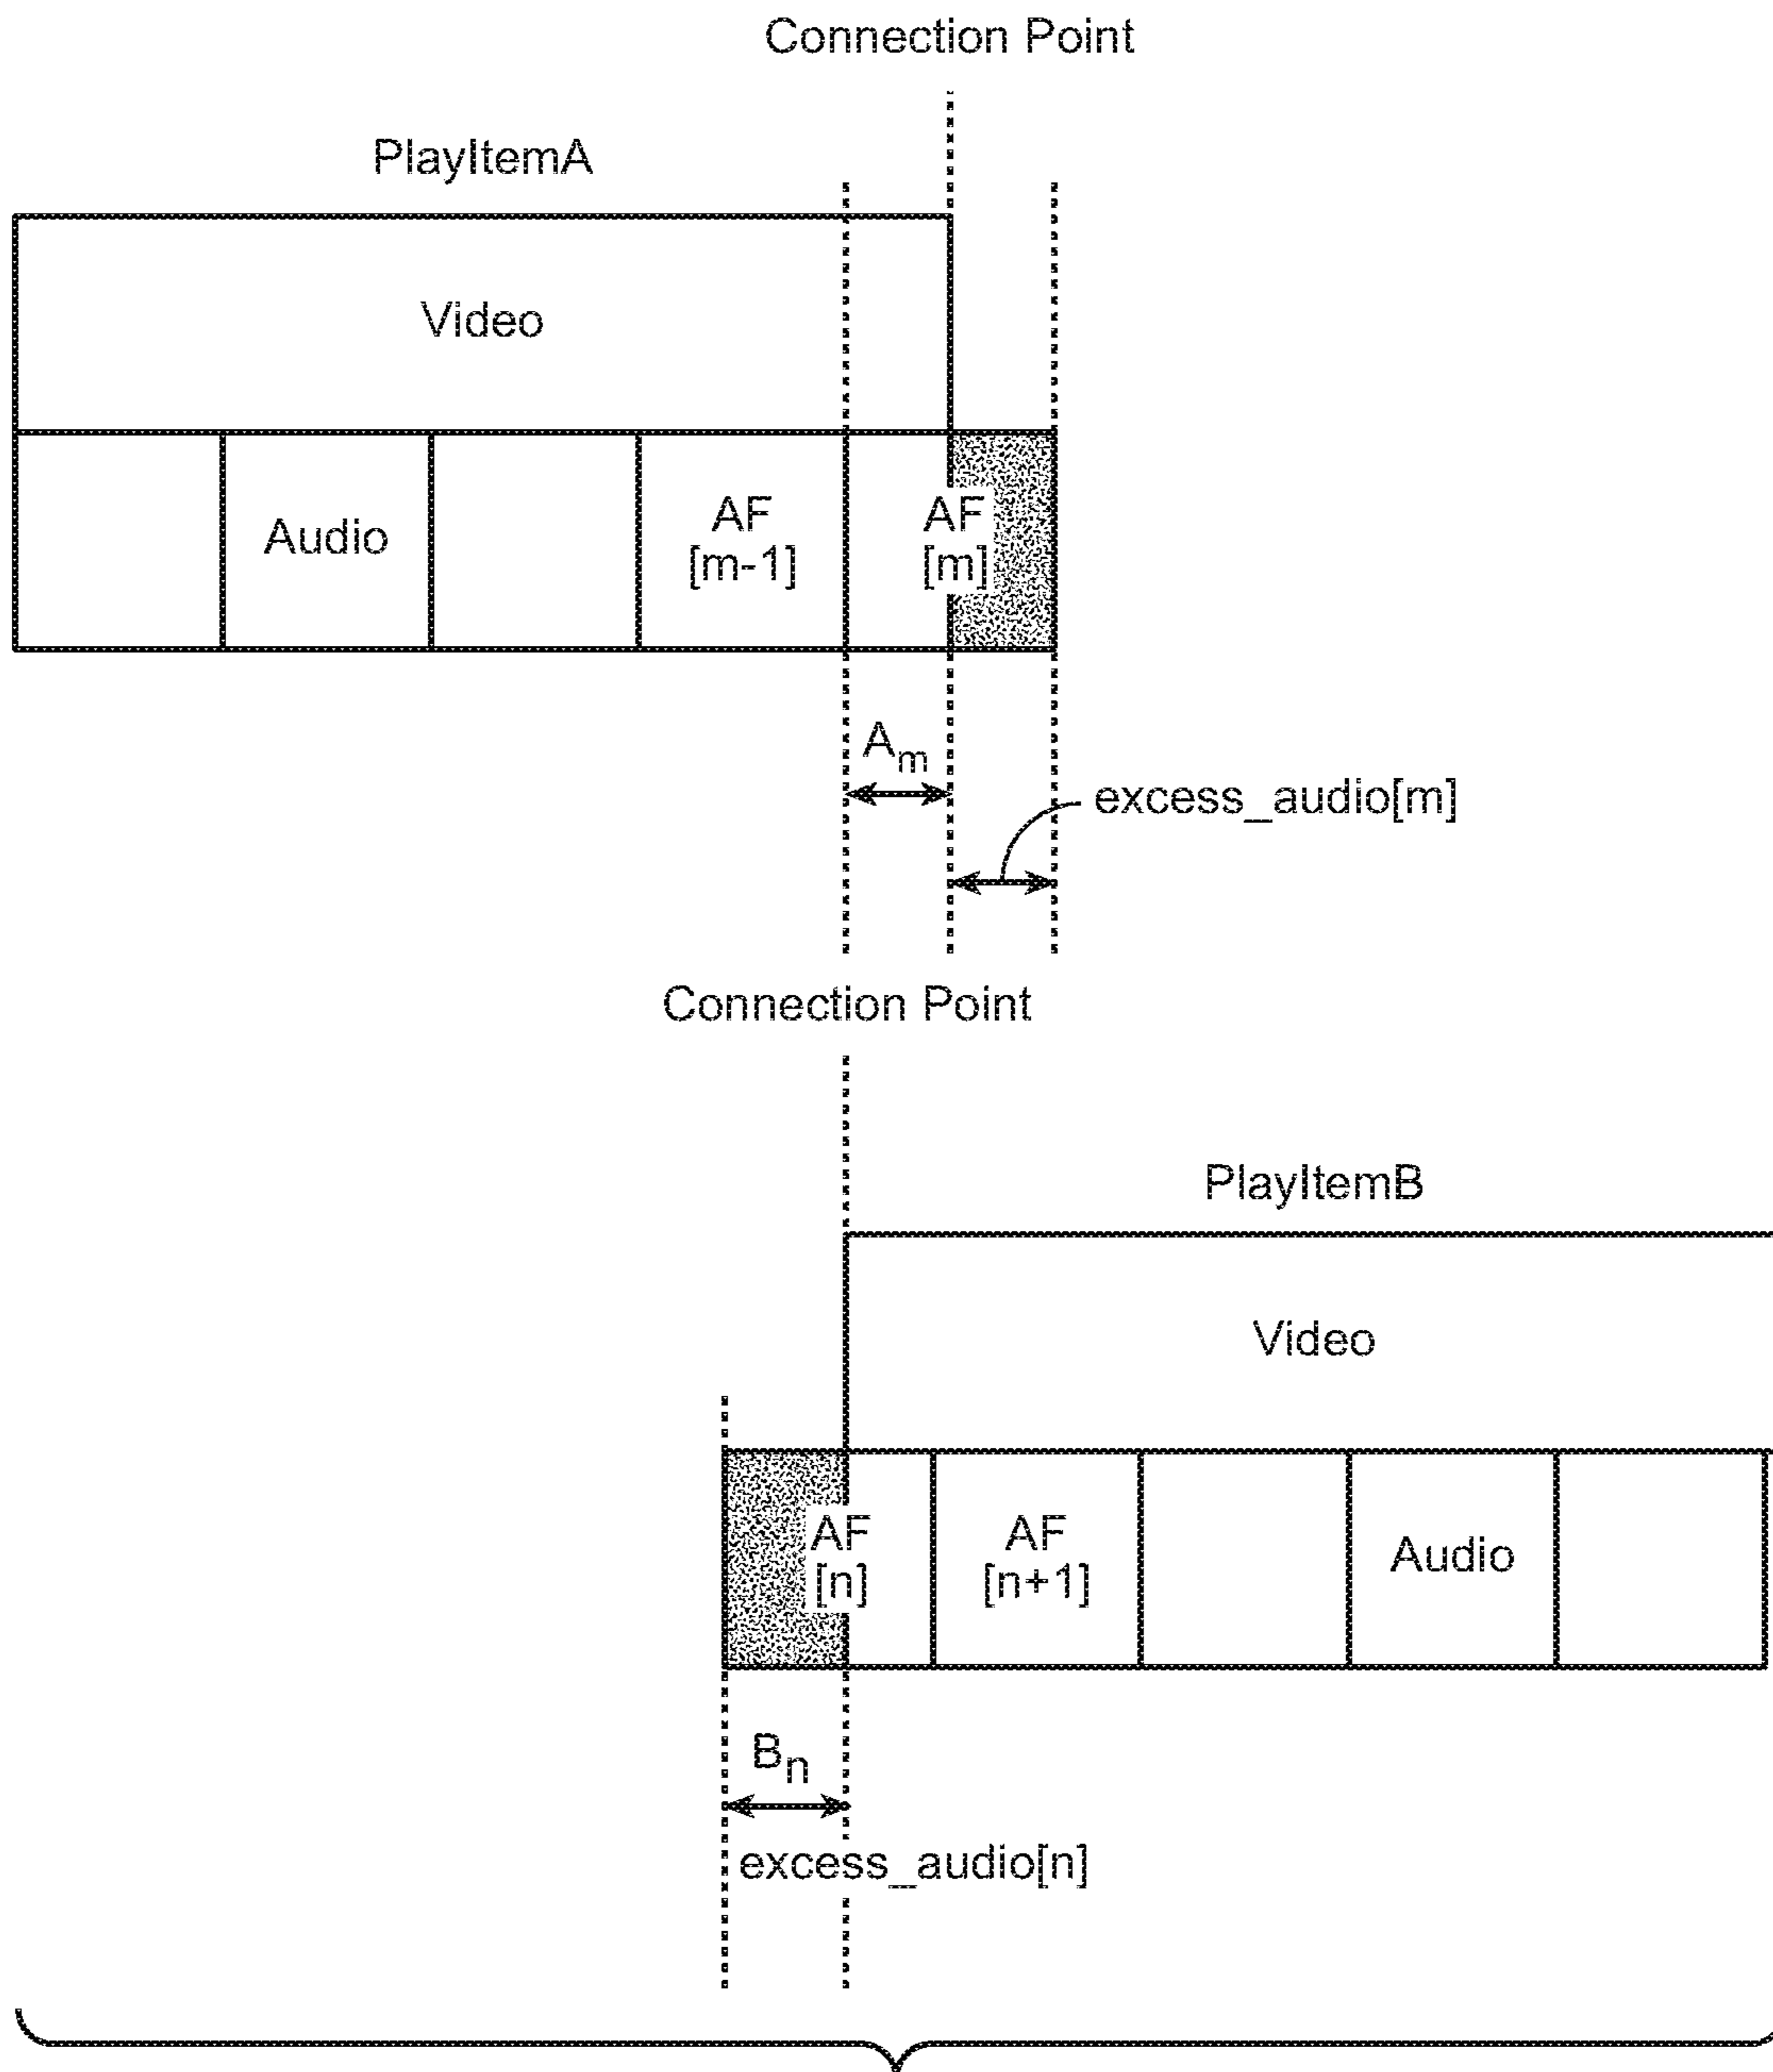 Connection Point
PlayItemA
Video
Audio
AF
[m-1]
AF
[m]
Am
excess_audio[m]
Connection Point
PlayItemB
Video
AF
[n]
AF
[n+1]
Audio
Bn
excess_audio[n]